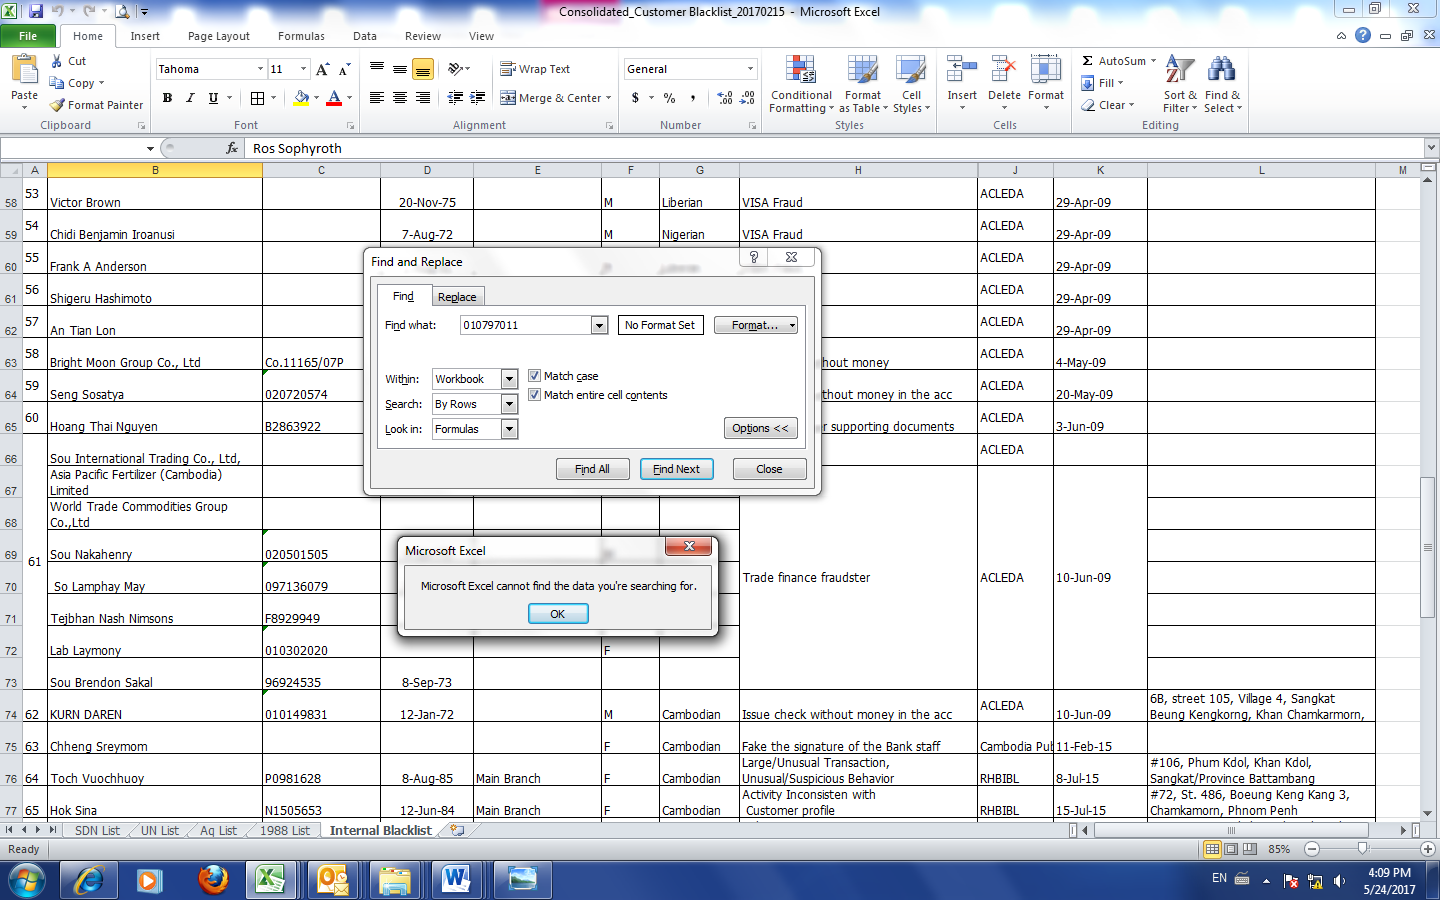 Consolidated_Customer Blacklist_20170215 - Microsoft Excel
File Home Insert Page Layout Formulas Data Review View
Paste Cut Copy Format Painter Clipboard
Tahoma 11 B I U Font
Wrap Text Merge & Center Alignment
General $ % , Number
Conditional Formatting Format as Table Cell Styles Styles
Insert Delete Format Cells
AutoSum Fill Clear Sort & Filter Find & Select Editing
fx Ros Sophyroth
A B C D E F G H J K L M
58 53 Victor Brown 20-Nov-75 M Liberian VISA Fraud ACLEDA 29-Apr-09
59 54 Chidi Benjamin Iroanusi 7-Aug-72 M Nigerian VISA Fraud ACLEDA 29-Apr-09
60 55 Frank A Anderson ACLEDA 29-Apr-09
61 56 Shigeru Hashimoto ACLEDA 29-Apr-09
62 57 An Tian Lon ACLEDA 29-Apr-09
63 58 Bright Moon Group Co., Ltd Co.11165/07P hout money ACLEDA 4-May-09
64 59 Seng Sosatya 020720574 hout money in the acc ACLEDA 20-May-09
65 60 Hoang Thai Nguyen B2863922 r supporting documents ACLEDA 3-Jun-09
66 Sou International Trading Co., Ltd, ACLEDA
67 Asia Pacific Fertilizer (Cambodia)
Limited
68 World Trade Commodities Group
Co.,Ltd
69 61 Sou Nakahenry 020501505
70 So Lamphay May 097136079 Trade finance fraudster ACLEDA 10-Jun-09
71 Tejbhan Nash Nimsons F8929949
72 Lab Laymony 010302020 F
73 Sou Brendon Sakal 96924535 8-Sep-73
74 62 KURN DAREN 010149831 12-Jan-72 M Cambodian Issue check without money in the acc ACLEDA 10-Jun-09 6B, street 105, Village 4, Sangkat
Beung Kengkorng, Khan Chamkarmorn,
75 63 Chheng Sreymom F Cambodian Fake the signature of the Bank staff Cambodia Pub 11-Feb-15
76 64 Toch Vuochhuoy P0981628 8-Aug-85 Main Branch F Cambodian Large/Unusual Transaction,
Unusual/Suspicious Behavior RHBIBL 8-Jul-15 #106, Phum Kdol, Khan Kdol,
Sangkat/Province Battambang
77 65 Hok Sina N1505653 12-Jun-84 Main Branch F Cambodian Activity Inconsisten with
Customer profile RHBIBL 15-Jul-15 #72, St. 486, Boeung Keng Kang 3,
Chamkamorn, Phnom Penh
Find and Replace
Find Replace
Find what: 010797011 No Format Set Format...
Within: Workbook Match case
Search: By Rows Match entire cell contents
Look in: Formulas Options <<
Find All Find Next Close
Microsoft Excel
Microsoft Excel cannot find the data you're searching for.
OK
SDN List UN List Aq List 1988 List Internal Blacklist
Ready 85%
EN 4:09 PM
5/24/2017